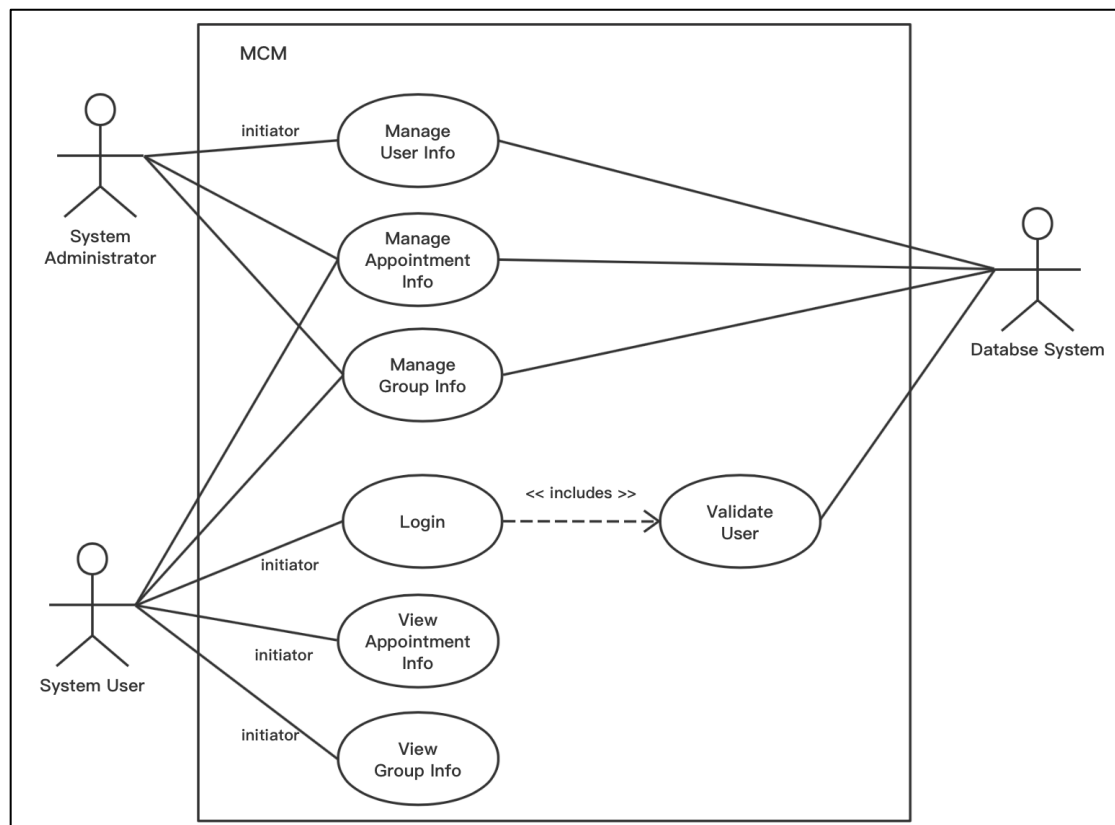 MCM
initiator
Manage
User Info
System
Administrator
Manage
Appointment
Info
Manage
Group Info
Databse System
<< includes >>
Login
Validate
User
initiator
System User
View
Appointment
Info
initiator
initiator
View
Group Info